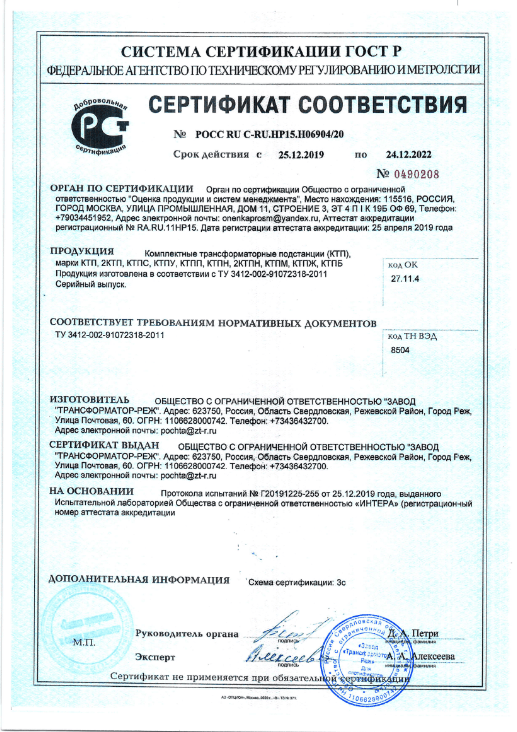 СИСТЕМА СЕРТИФИКАЦИИ ГОСТ Р
ФЕДЕРАЛЬНОЕ АГЕНТСТВО ПО ТЕХНИЧЕСКОМУ РЕГУЛИРОВАНИЮ И МЕТРОЛОГИИ
Добровольная
сертификация
СЕРТИФИКАТ СООТВЕТСТВИЯ
№ РОСС RU С-RU.НР15.Н06904/20
Срок действия с 25.12.2019 по 24.12.2022
№ 0490208
ОРГАН ПО СЕРТИФИКАЦИИ Орган по сертификации Общество с ограниченной
ответственностью "Оценка продукции и систем менеджмента", Место нахождения: 115516, РОССИЯ,
ГОРОД МОСКВА, УЛИЦА ПРОМЫШЛЕННАЯ, ДОМ 11, СТРОЕНИЕ 3, ЭТ 4 П I К 19Б ОФ 69, Телефон:
+79034451952, Адрес электронной почты: onenkaprosm@yandex.ru, Аттестат аккредитации
регистрационный № RA.RU.11НР15. Дата регистрации аттестата аккредитации: 25 апреля 2019 года
ПРОДУКЦИЯ Комплектные трансформаторные подстанции (КТП),
марки КТП, 2КТП, КТПС, КТПУ, КТПП, КТПН, 2КТПН, КТПМ, КТПЖ, КТПБ
Продукция изготовлена в соответствии с ТУ 3412-002-91072318-2011
Серийный выпуск.
код ОК
27.11.4
СООТВЕТСТВУЕТ ТРЕБОВАНИЯМ НОРМАТИВНЫХ ДОКУМЕНТОВ
ТУ 3412-002-91072318-2011
код ТН ВЭД
8504
ИЗГОТОВИТЕЛЬ ОБЩЕСТВО С ОГРАНИЧЕННОЙ ОТВЕТСТВЕННОСТЬЮ "ЗАВОД
"ТРАНСФОРМАТОР-РЕЖ". Адрес: 623750, Россия, Область Свердловская, Режевской Район, Город Реж,
Улица Почтовая, 60. ОГРН: 1106628000742. Телефон: +73436432700.
Адрес электронной почты: pochta@zt-r.ru
СЕРТИФИКАТ ВЫДАН ОБЩЕСТВО С ОГРАНИЧЕННОЙ ОТВЕТСТВЕННОСТЬЮ "ЗАВОД
"ТРАНСФОРМАТОР-РЕЖ". Адрес: 623750, Россия, Область Свердловская, Режевской Район, Город Реж,
Улица Почтовая, 60. ОГРН: 1106628000742. Телефон: +73436432700.
Адрес электронной почты: pochta@zt-r.ru
НА ОСНОВАНИИ Протокола испытаний № Г20191225-255 от 25.12.2019 года, выданного
Испытательной лабораторией Общества с ограниченной ответственностью «ИНТЕРА» (регистрационный
номер аттестата аккредитации
ДОПОЛНИТЕЛЬНАЯ ИНФОРМАЦИЯ Схема сертификации: 3с
М.П.
Руководитель органа Д. А. Петри
подпись
Эксперт А. А. Алексеева
подпись
Сертификат не применяется при обязательной сертификации